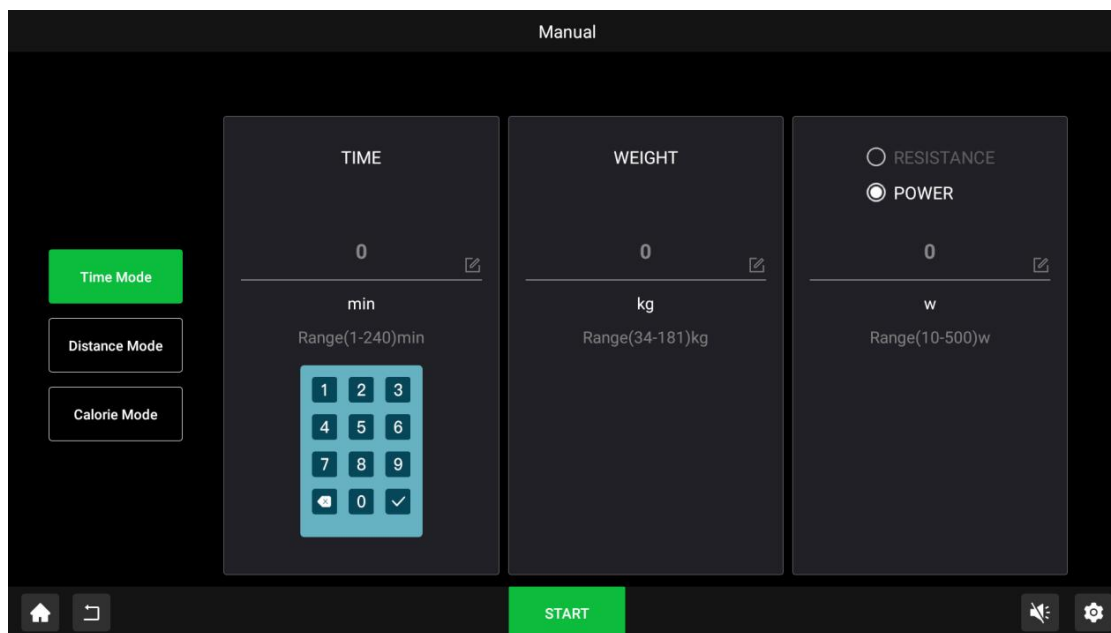 Manual
Time Mode
Distance Mode
Calorie Mode
TIME
0
min
Range(1-240)min
1 2 3
4 5 6
7 8 9
0
WEIGHT
0
kg
Range(34-181)kg
RESISTANCE
POWER
0
w
Range(10-500)w
START